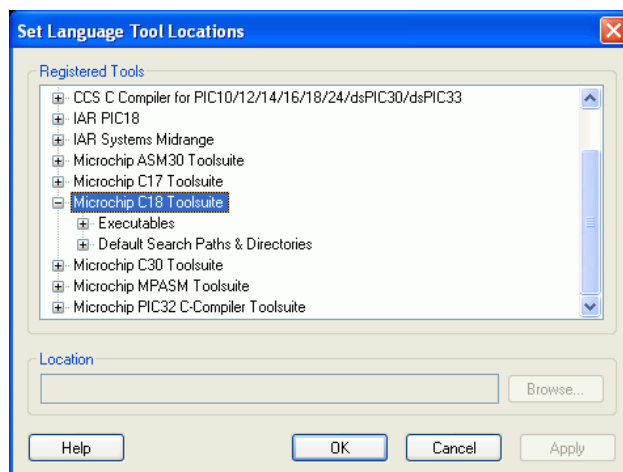 Set Language Tool Locations
Registered Tools
CCS C Compiler for PIC10/12/14/16/18/24/dsPIC30/dsPIC33
IAR PIC18
IAR Systems Midrange
Microchip ASM30 Toolsuite
Microchip C17 Toolsuite
Microchip C18 Toolsuite
Executables
Default Search Paths & Directories
Microchip C30 Toolsuite
Microchip MPASM Toolsuite
Microchip PIC32 C-Compiler Toolsuite
Location
Browse...
Help OK Cancel Apply